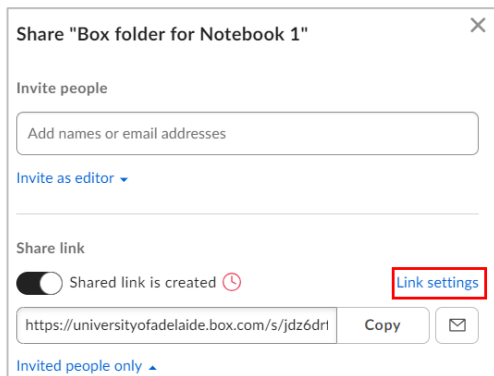 Share "Box folder for Notebook 1"
Invite people
Add names or email addresses
Invite as editor
Share link
Shared link is created
Link settings
https://universityofadelaide.box.com/s/jdz6drf
Copy
Invited people only